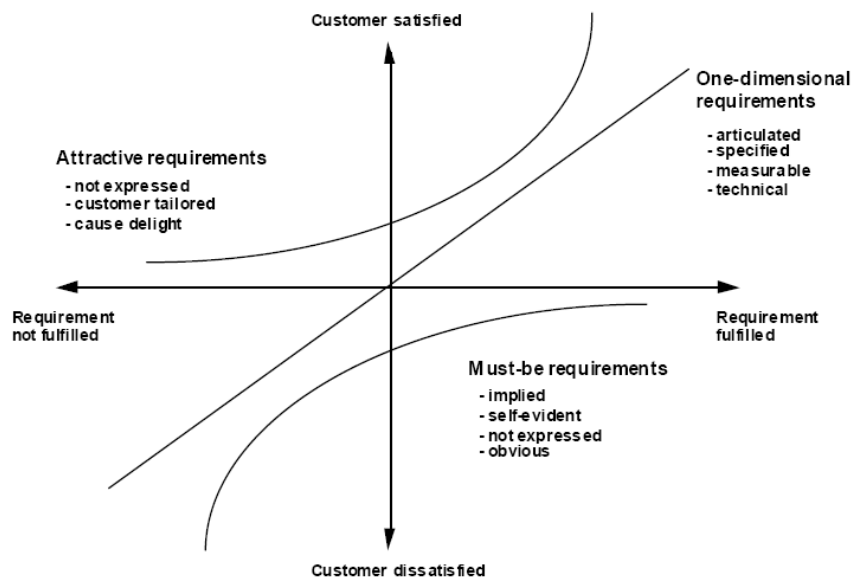 Customer satisfied
One-dimensional
requirements
- articulated
- specified
- measurable
- technical
Attractive requirements
- not expressed
- customer tailored
- cause delight
Requirement
not fulfilled
Requirement
fulfilled
Must-be requirements
- implied
- self-evident
- not expressed
- obvious
Customer dissatisfied